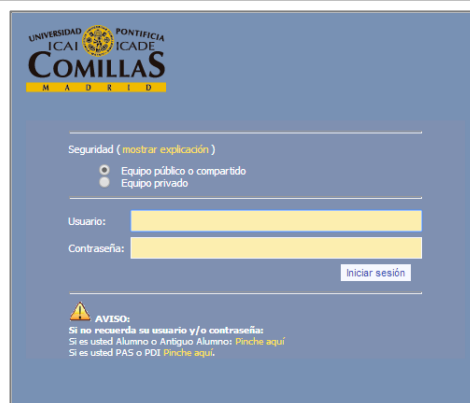 UNIVERSIDAD PONTIFICIA
ICAI ICADE
COMILLAS
MADRID
Seguridad ( mostrar explicación )
Equipo público o compartido
Equipo privado
Usuario:
Contraseña:
Iniciar sesión
AVISO:
Si no recuerda su usuario y/o contraseña:
Si es usted Alumno o Antiguo Alumno: Pinche aquí
Si es usted PAS o PDI Pinche aquí.